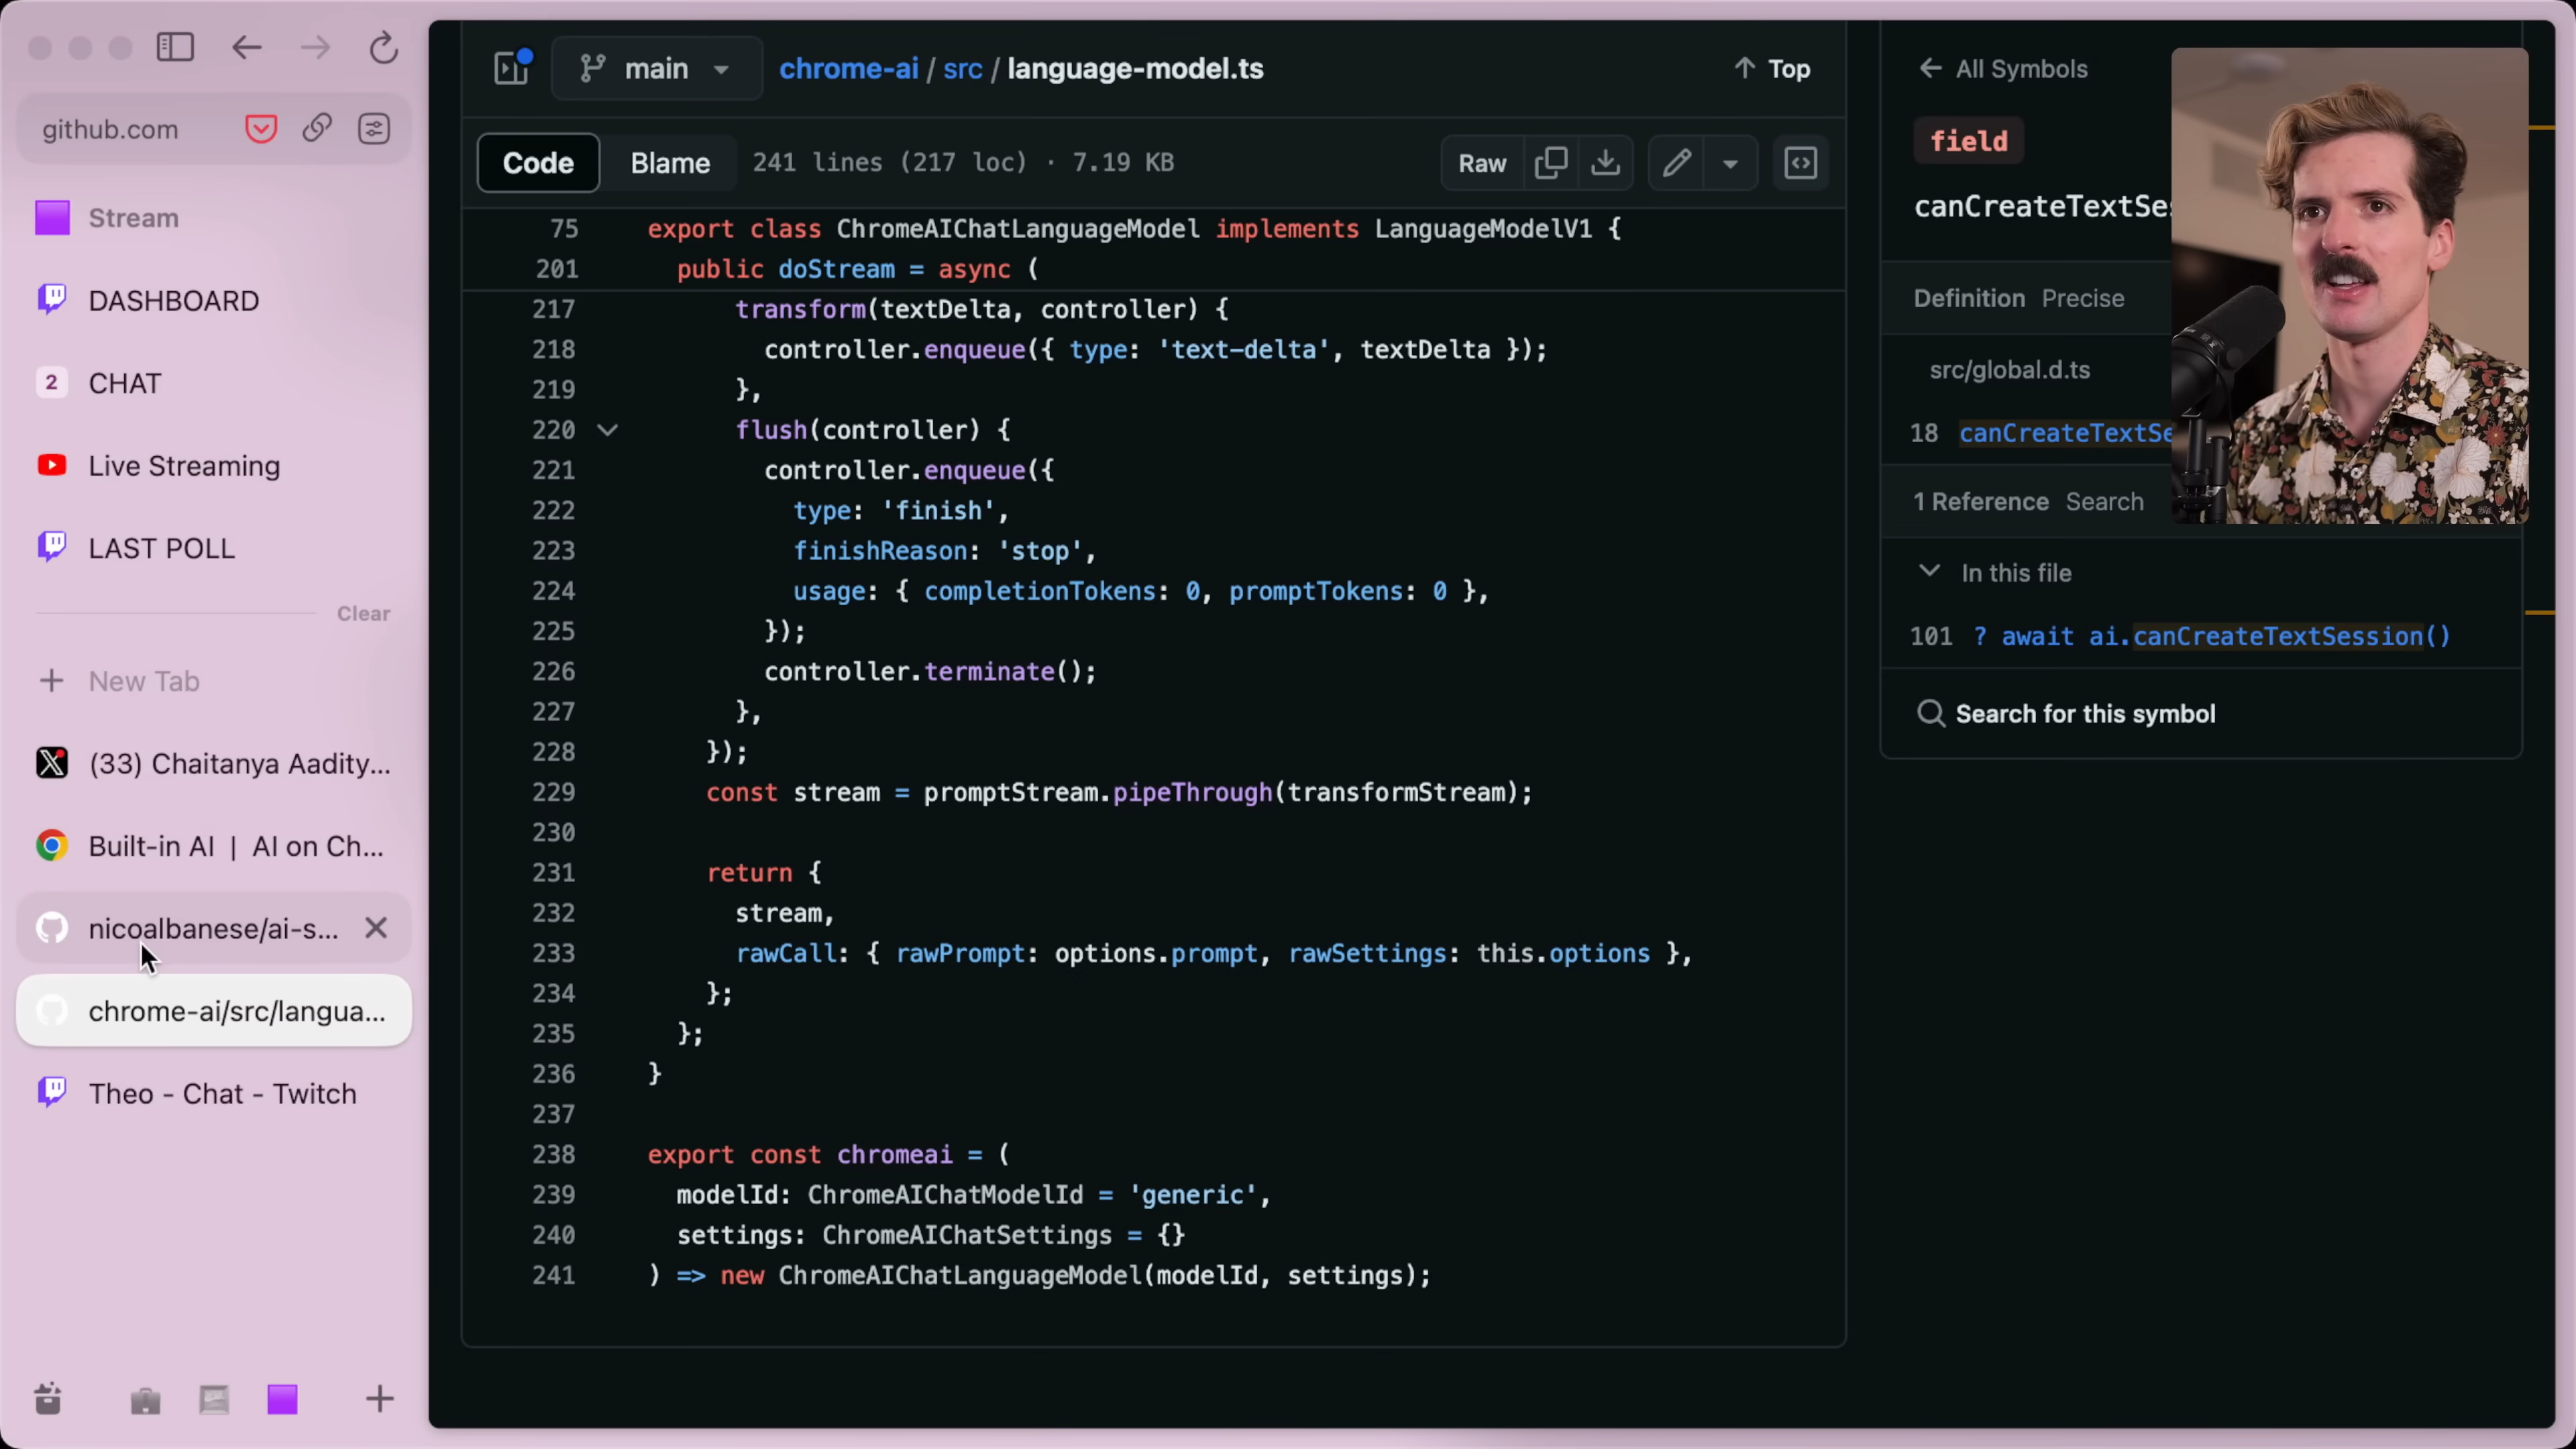 github.com
Stream
DASHBOARD
2 CHAT
Live Streaming
LAST POLL
Clear
New Tab
(33) Chaitanya Aadity...
Built-in AI | AI on Ch...
nicoalbanese/ai-s...
chrome-ai/src/langua...
Theo - Chat - Twitch
main
chrome-ai / src / language-model.ts
Top
Code Blame 241 lines (217 loc) · 7.19 KB Raw
75 export class ChromeAIChatLanguageModel implements LanguageModelV1 {
201 public doStream = async (
217 transform(textDelta, controller) {
218 controller.enqueue({ type: 'text-delta', textDelta });
219 },
220 flush(controller) {
221 controller.enqueue({
222 type: 'finish',
223 finishReason: 'stop',
224 usage: { completionTokens: 0, promptTokens: 0 },
225 });
226 controller.terminate();
227 },
228 });
229 const stream = promptStream.pipeThrough(transformStream);
230
231 return {
232 stream,
233 rawCall: { rawPrompt: options.prompt, rawSettings: this.options },
234 };
235 };
236 }
237
238 export const chromeai = (
239 modelId: ChromeAIChatModelId = 'generic',
240 settings: ChromeAIChatSettings = {}
241 ) => new ChromeAIChatLanguageModel(modelId, settings);
All Symbols
field
canCreateTextSe
Definition Precise
src/global.d.ts
18 canCreateTextSe
1 Reference Search
In this file
101 ? await ai.canCreateTextSession()
Search for this symbol